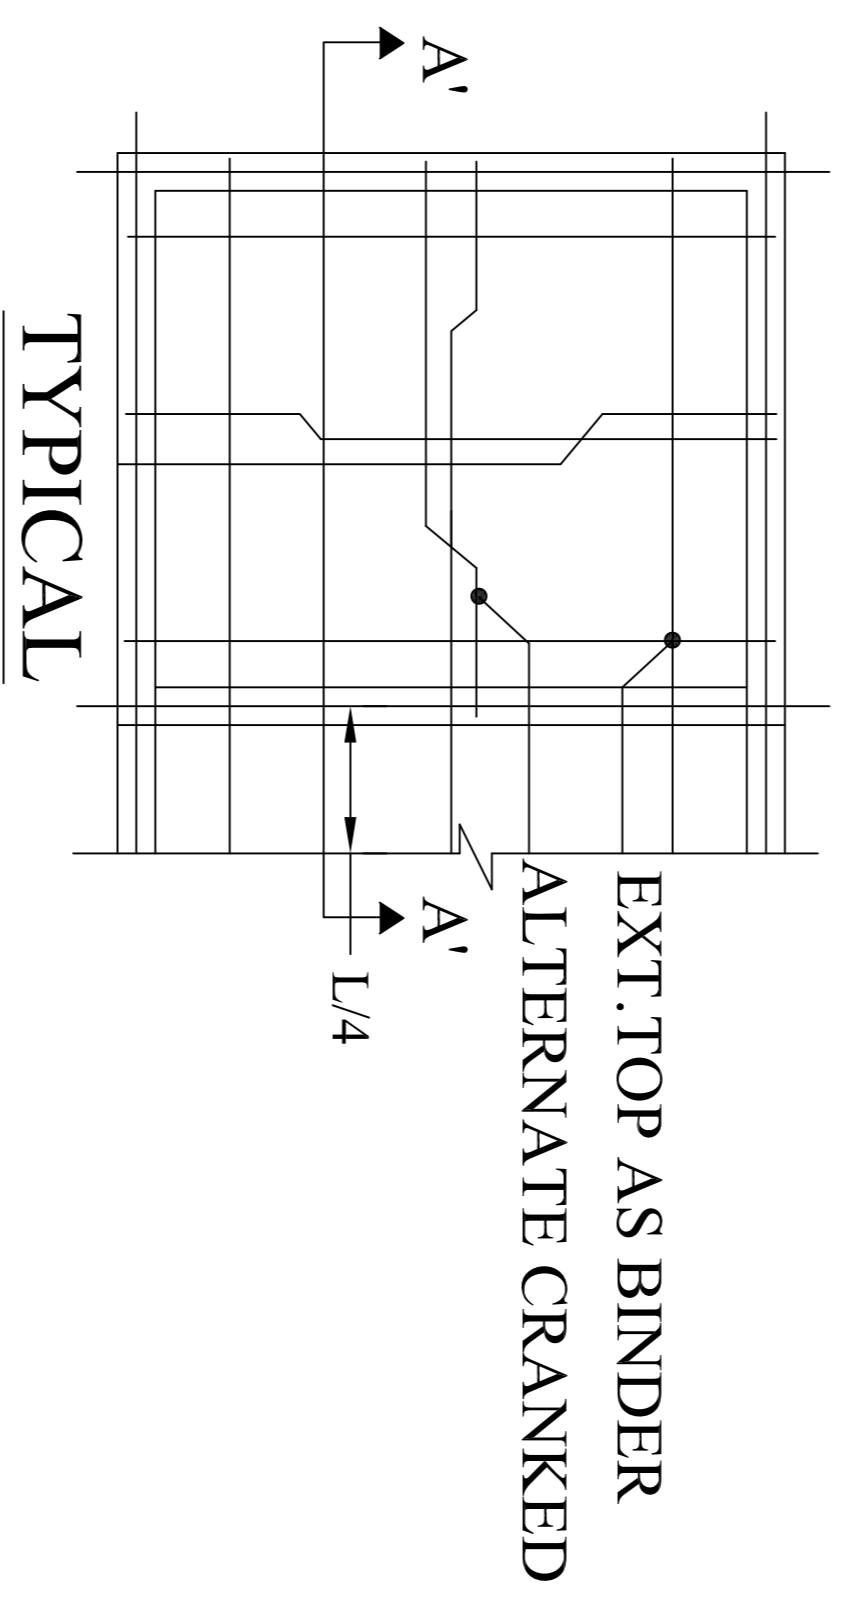 A'
A'
L/4
EXT.TOP AS BINDER
ALTERNATE CRANKED
TYPICAL